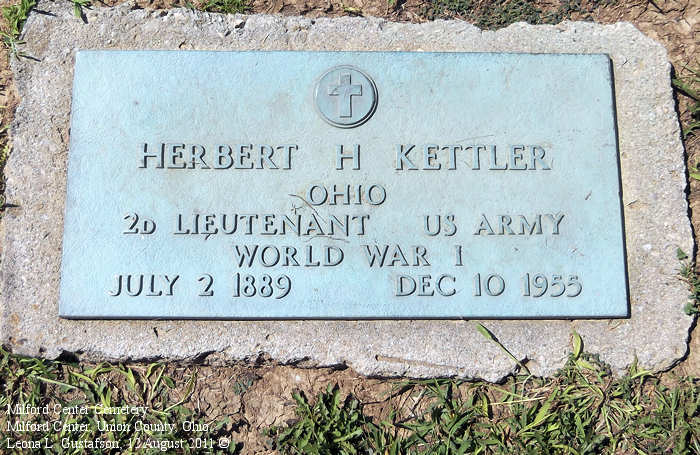 HERBERT H KETTLER
OHIO
2D LIEUTENANT US ARMY
WORLD WAR I
JULY 2 1889 DEC 10 1955
Milford Center Cemetery
Milford Center, Union County, Ohio
Leona L. Gustafson, 12 August 2011 ©